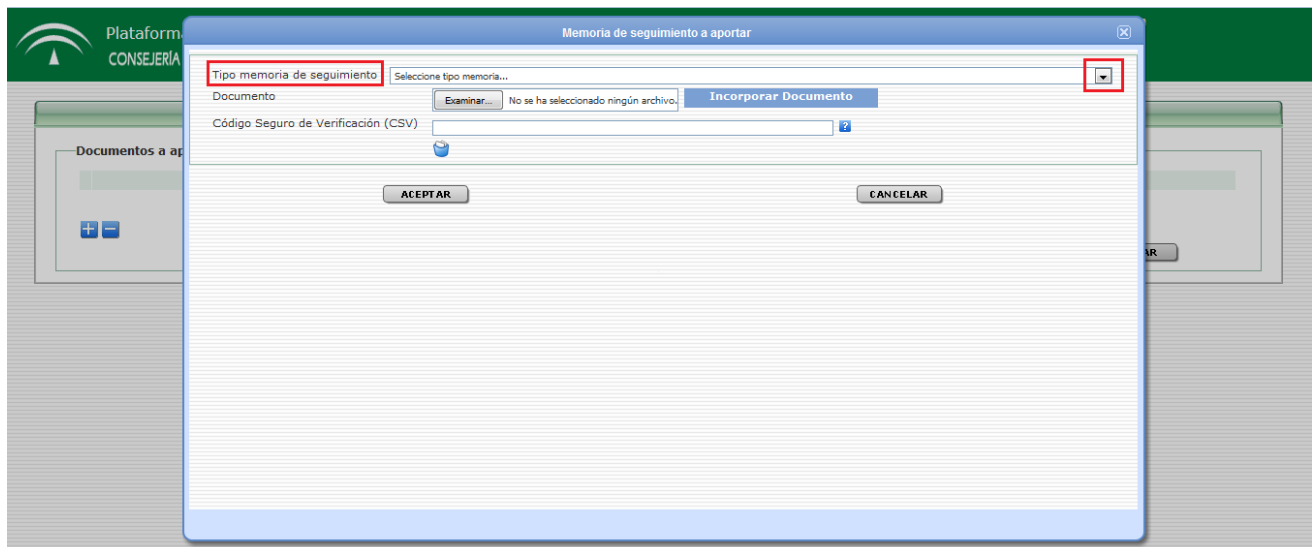 Plataform
CONSEJERÍA
Memoria de seguimiento a aportar
Tipo memoria de seguimiento Seleccione tipo memoria...
Documento Examinar... No se ha seleccionado ningún archivo. Incorporar Documento
Código Seguro de Verificación (CSV) ?
Documentos a ap
ACEPTAR CANCELAR
AR